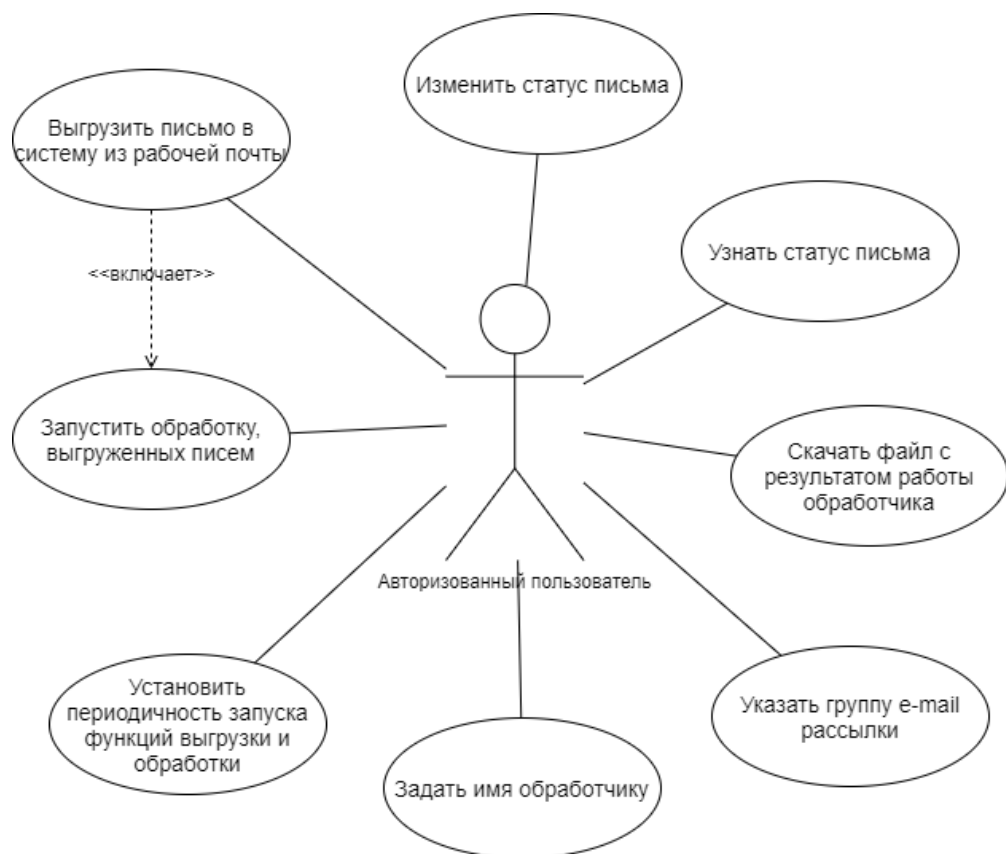 Изменить статус письма
Выгрузить письмо в
систему из рабочей почты
Узнать статус письма
<<включает>>
Запустить обработку,
выгруженных писем
Скачать файл с
результатом работы
обработчика
Авторизованный пользователь
Установить
периодичность запуска
функций выгрузки и
обработки
Задать имя обработчику
Указать группу e-mail
рассылки